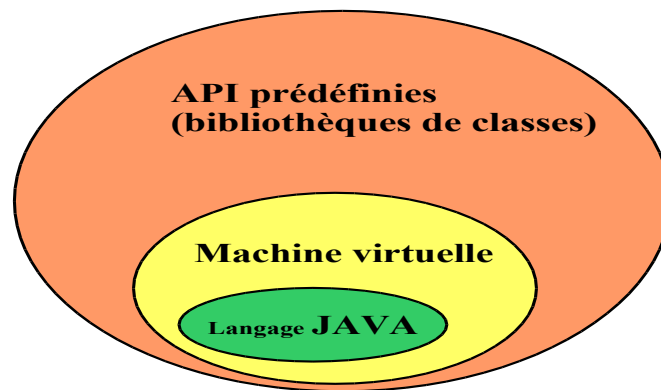 API prédéfinies
(bibliothèques de classes)
Machine virtuelle
Langage JAVA